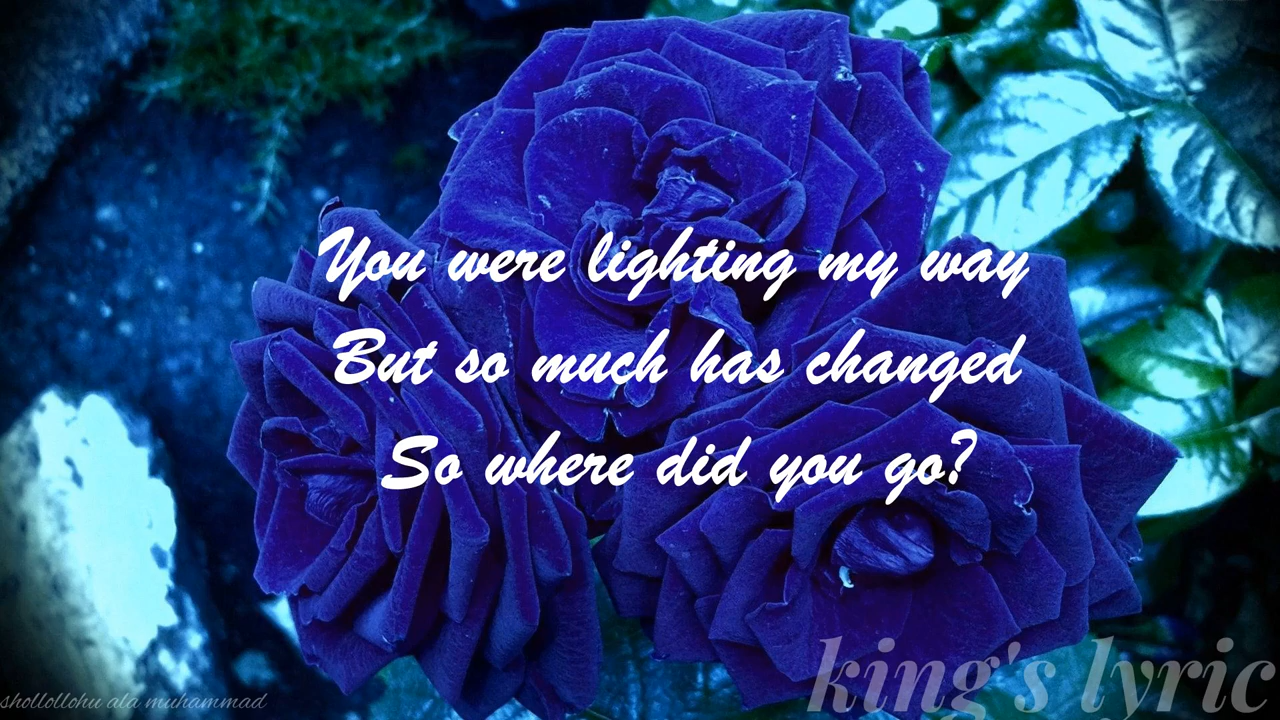 You were lighting my way
But so much has changed
So where did you go?
king's lyric
shollollohu ala muhammad